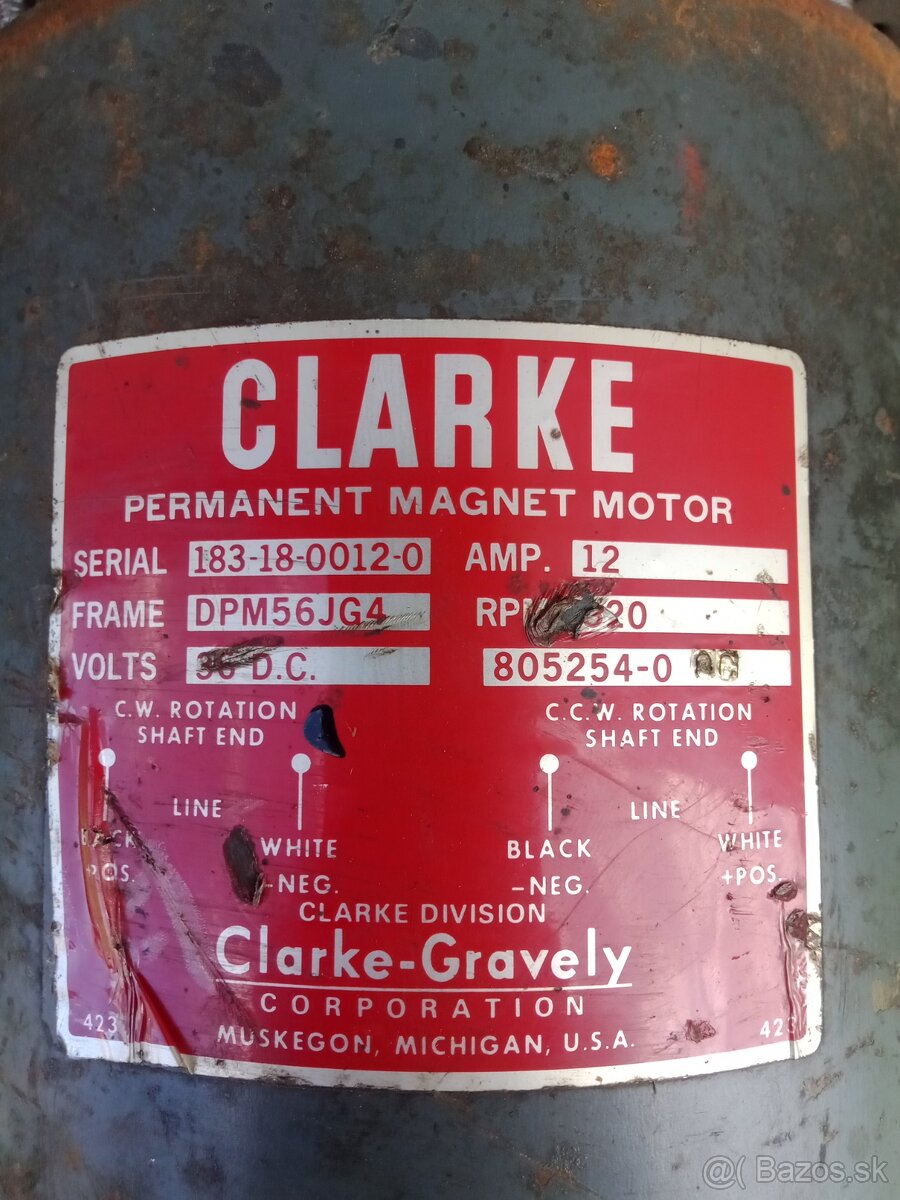 CLARKE
PERMANENT MAGNET MOTOR
SERIAL 183-18-0012-0 AMP. 12
FRAME DPM56JG4
VOLTS D.C. 805254-0
C.W. ROTATION C.C.W. ROTATION
SHAFT END SHAFT END
LINE LINE
WHITE BLACK WHITE
-NEG. -NEG. +POS.
CLARKE DIVISION
Clarke-Gravely
CORPORATION
423 MUSKEGON, MICHIGAN, U.S.A.
@( Bazos.sk